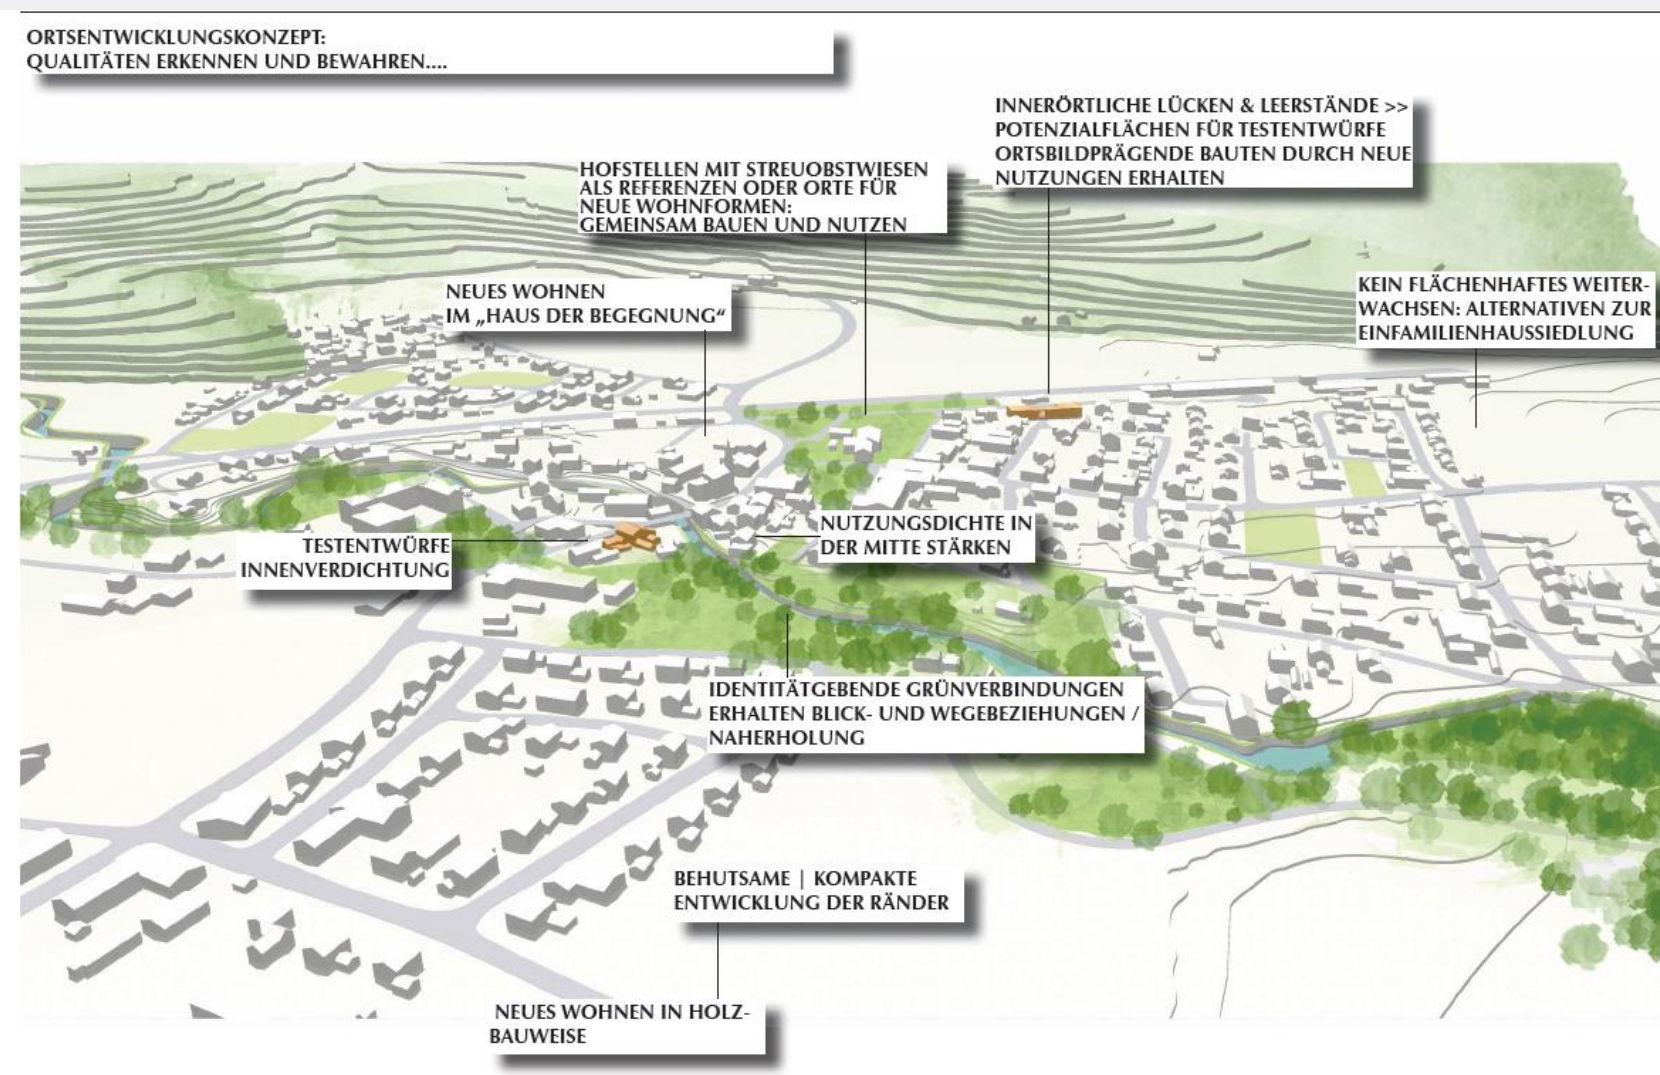 ORTSENTWICKLUNGSKONZEPT:
QUALITÄTEN ERKENNEN UND BEWAHREN....
INNERÖRTLICHE LÜCKEN & LEERSTÄNDE >>
POTENZIALFLÄCHEN FÜR TESTENTWÜRFE
ORTSBILDPRÄGENDE BAUTEN DURCH NEUE
NUTZUNGEN ERHALTEN
HOFSTELLEN MIT STREUOBSTWIESEN
ALS REFERENZEN ODER ORTE FÜR
NEUE WOHNFORMEN:
GEMEINSAM BAUEN UND NUTZEN
NEUES WOHNEN
IM „HAUS DER BEGEGNUNG“
KEIN FLÄCHENHAFTES WEITER-
WACHSEN: ALTERNATIVEN ZUR
EINFAMILIENHAUSSIEDLUNG
TESTENTWÜRFE
INNENVERDICHTUNG
NUTZUNGSDICHTE IN
DER MITTE STÄRKEN
IDENTITÄTGEBENDE GRÜNVERBINDUNGEN
ERHALTEN BLICK- UND WEGEBEZIEHUNGEN /
NAHERHOLUNG
BEHUTSAME | KOMPAKTE
ENTWICKLUNG DER RÄNDER
NEUES WOHNEN IN HOLZ-
BAUWEISE